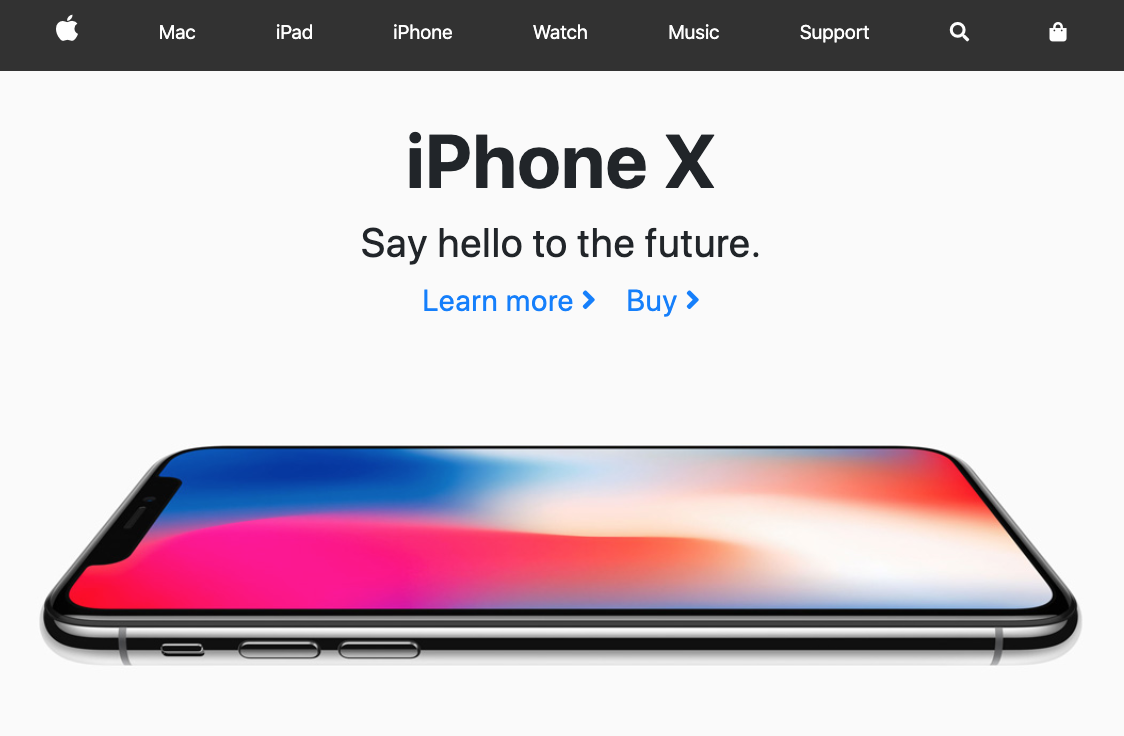 Mac iPad iPhone Watch Music Support
iPhone X
Say hello to the future.
Learn more Buy